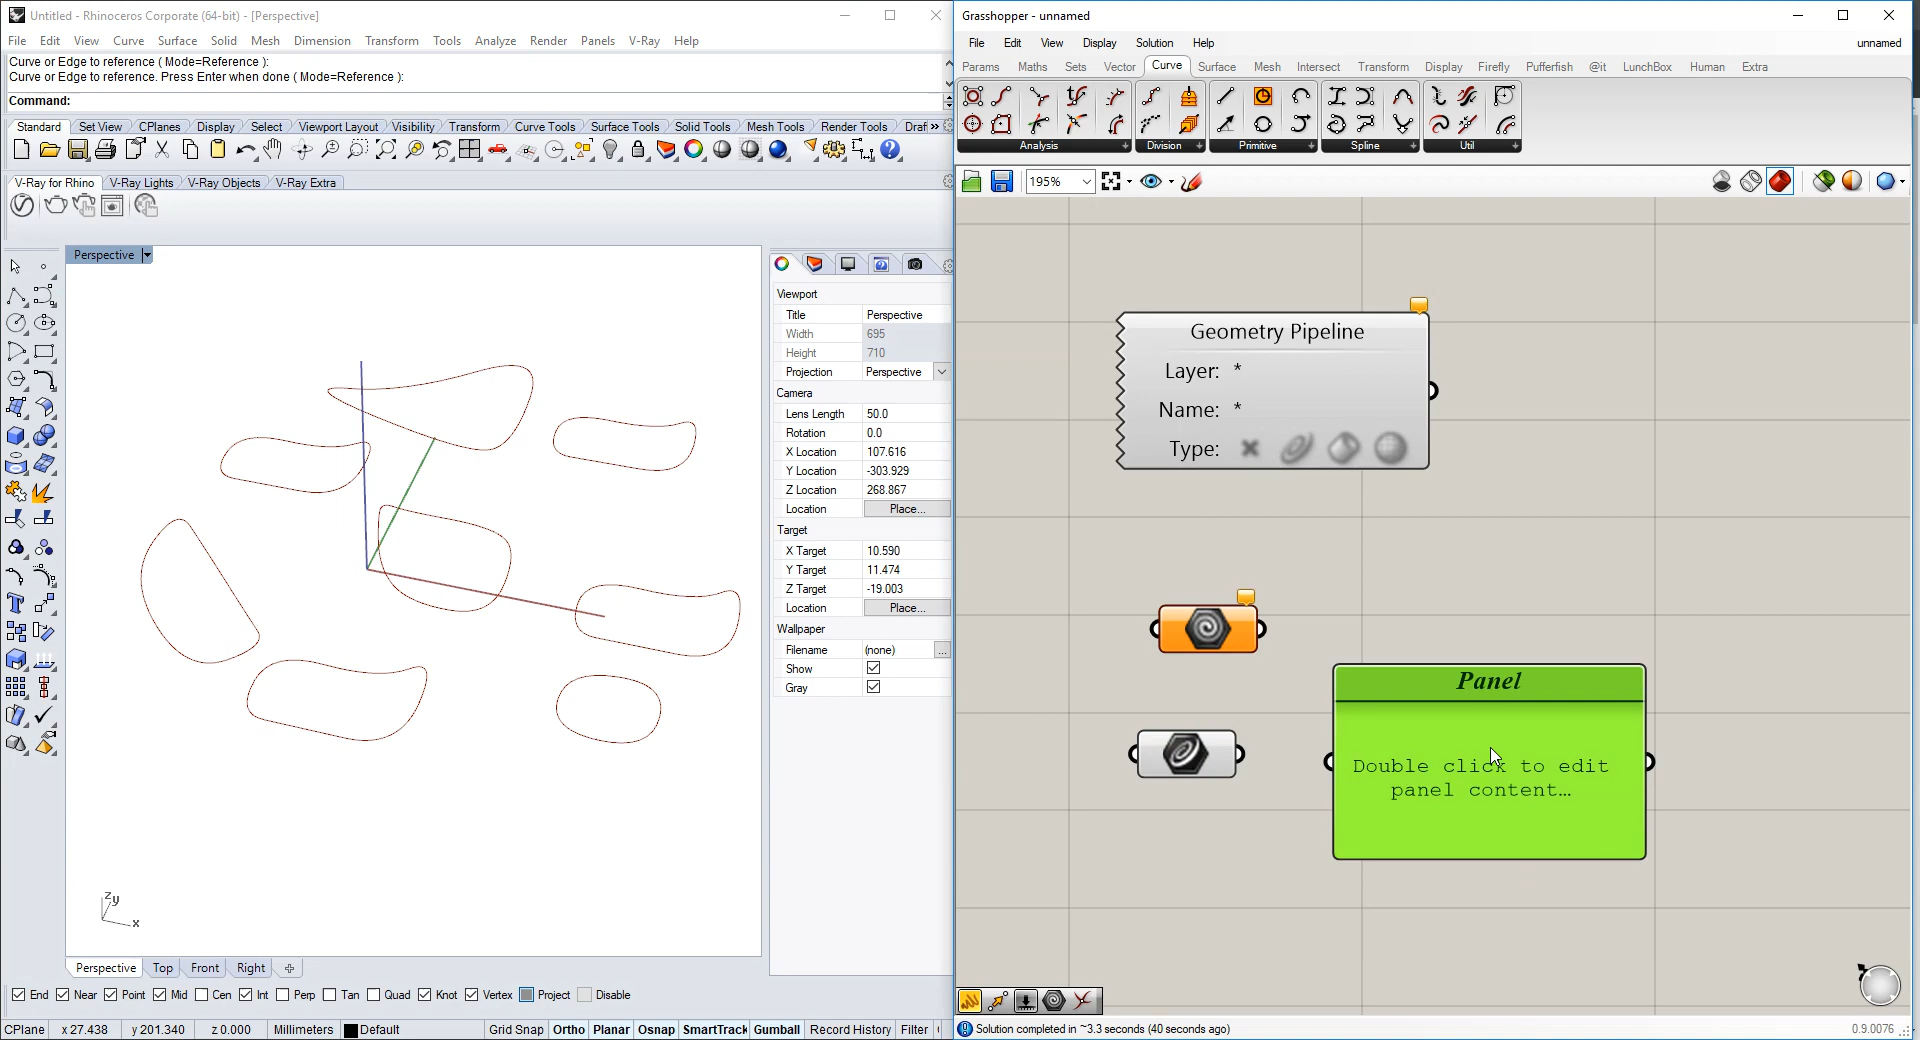 Untitled - Rhinoceros Corporate (64-bit) - [Perspective]
File Edit View Curve Surface Solid Mesh Dimension Transform Tools Analyze Render Panels V-Ray Help
Curve or Edge to reference ( Mode=Reference ):
Curve or Edge to reference. Press Enter when done ( Mode=Reference ):
Command:
Standard Set View CPlanes Display Select Viewport Layout Visibility Transform Curve Tools Surface Tools Solid Tools Mesh Tools Render Tools Draf
V-Ray for Rhino V-Ray Lights V-Ray Objects V-Ray Extra
Perspective
z y
x
Viewport
Title Perspective
Width 695
Height 710
Projection Perspective
Camera
Lens Length 50.0
Rotation 0.0
X Location 107.616
Y Location -303.929
Z Location 268.867
Location Place...
Target
X Target 10.590
Y Target 11.474
Z Target -19.003
Location Place...
Wallpaper
Filename (none) ...
Show
Gray
Perspective Top Front Right
End Near Point Mid Cen Int Perp Tan Quad Knot Vertex Project Disable
CPlane x 27.438 y 201.340 z 0.000 Millimeters Default Grid Snap Ortho Planar Osnap SmartTrack Gumball Record History Filter
Grasshopper - unnamed
File Edit View Display Solution Help unnamed
Params Maths Sets Vector Curve Surface Mesh Intersect Transform Display Firefly Pufferfish @it LunchBox Human Extra
Analysis Division Primitive Spline Util
195%
Geometry Pipeline
Layer: *
Name: *
Type:
Panel
Double click to edit
panel content…
Solution completed in ~3.3 seconds (40 seconds ago) 0.9.0076